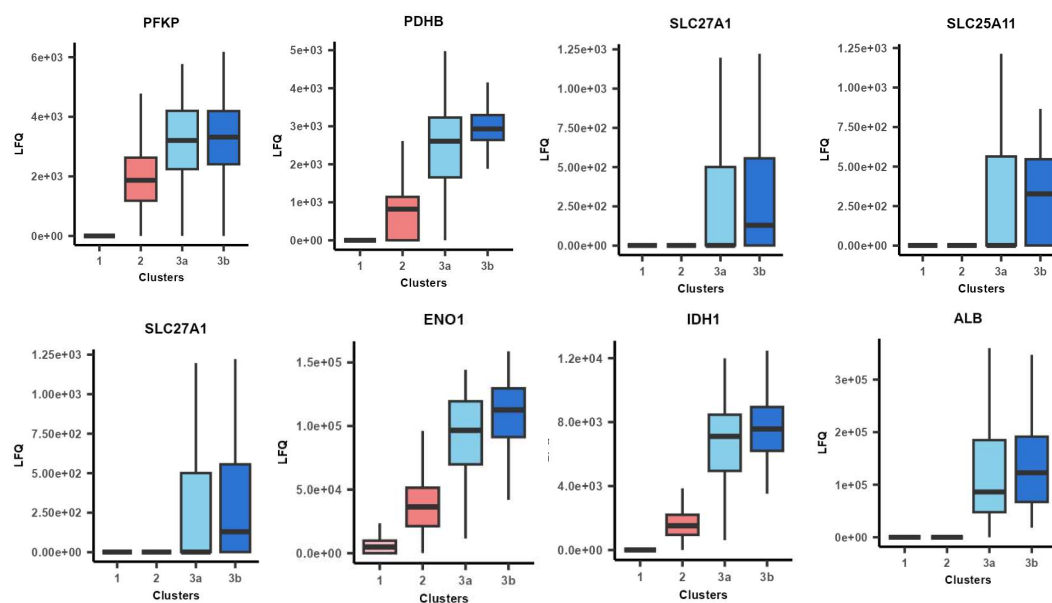 PFKP
LFQ
6e+03
4e+03
2e+03
0e+00
1 2 3a 3b
Clusters
PDHB
LFQ
5e+03
4e+03
3e+03
2e+03
1e+03
0e+00
1 2 3a 3b
Clusters
SLC27A1
LFQ
1.25e+03
1.00e+03
7.50e+02
5.00e+02
2.50e+02
0.00e+00
1 2 3a 3b
Clusters
SLC25A11
LFQ
1.25e+03
1.00e+03
7.50e+02
5.00e+02
2.50e+02
0.00e+00
1 2 3a 3b
Clusters
SLC27A1
LFQ
1.25e+03
1.00e+03
7.50e+02
5.00e+02
2.50e+02
0.00e+00
1 2 3a 3b
Clusters
ENO1
LFQ
1.5e+05
1.0e+05
5.0e+04
0.0e+00
1 2 3a 3b
Clusters
IDH1
1.2e+04
8.0e+03
4.0e+03
0.0e+00
1 2 3a 3b
Clusters
ALB
LFQ
3e+05
2e+05
1e+05
0e+00
1 2 3a 3b
Clusters